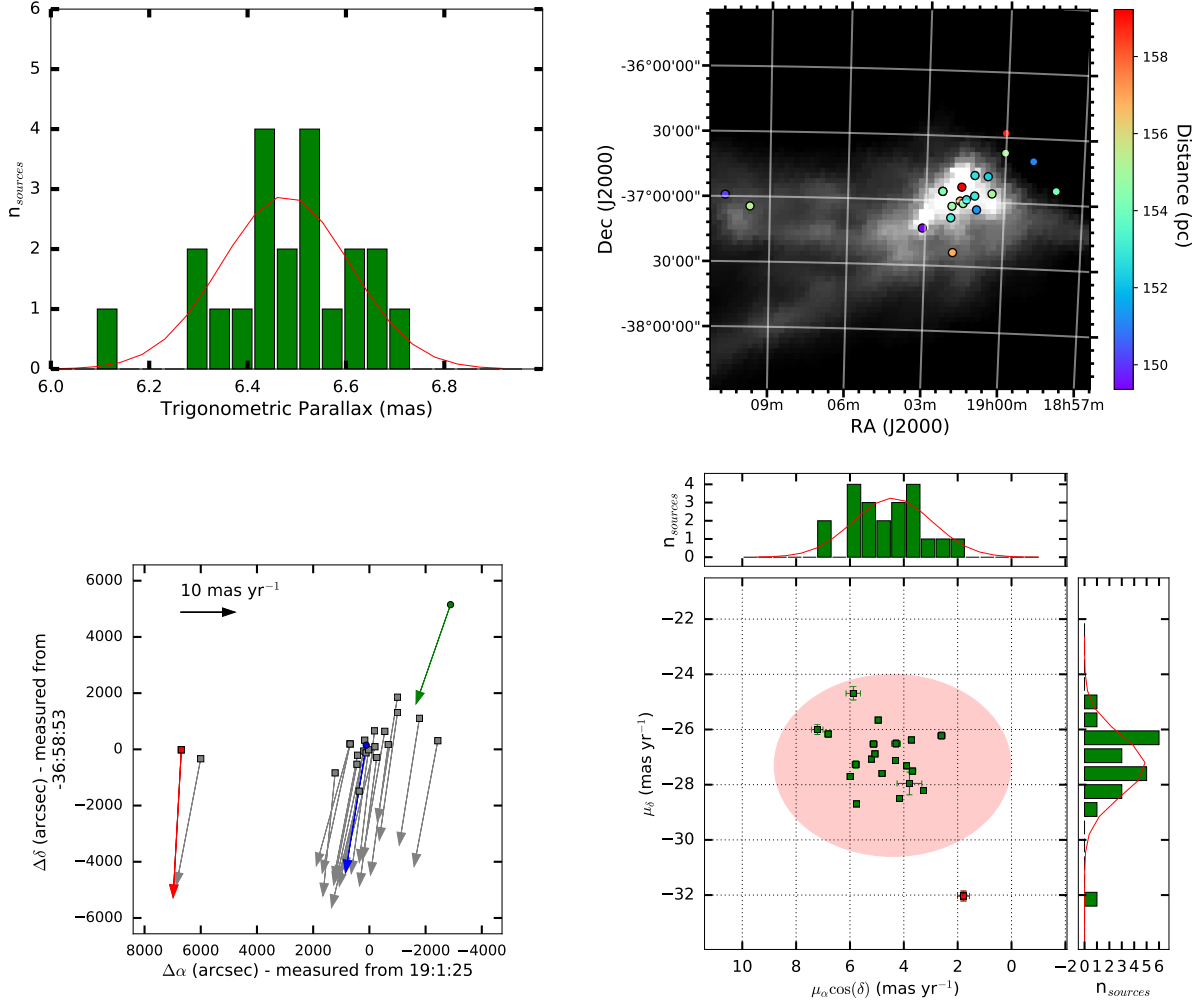 6
5
4
3
2
1
0
n_sources
6.0 6.2 6.4 6.6 6.8
Trigonometric Parallax (mas)
-36°00'00"
30'00"
-37°00'00"
30'00"
-38°00'00"
Dec (J2000)
09m 06m 03m 19h00m 18h57m
RA (J2000)
158
156
154
152
150
Distance (pc)
10 mas yr⁻¹
6000
4000
2000
0
−2000
−4000
−6000
Δδ (arcsec) - measured from
-36:58:53
8000 6000 4000 2000 0 −2000 −4000
Δα (arcsec) - measured from 19:1:25
4
3
2
1
0
n_sources
−22
−24
−26
−28
−30
−32
μ_δ (mas yr⁻¹)
10 8 6 4 2 0 −2
μ_α cos(δ) (mas yr⁻¹)
0 1 2 3 4 5 6
n_sources